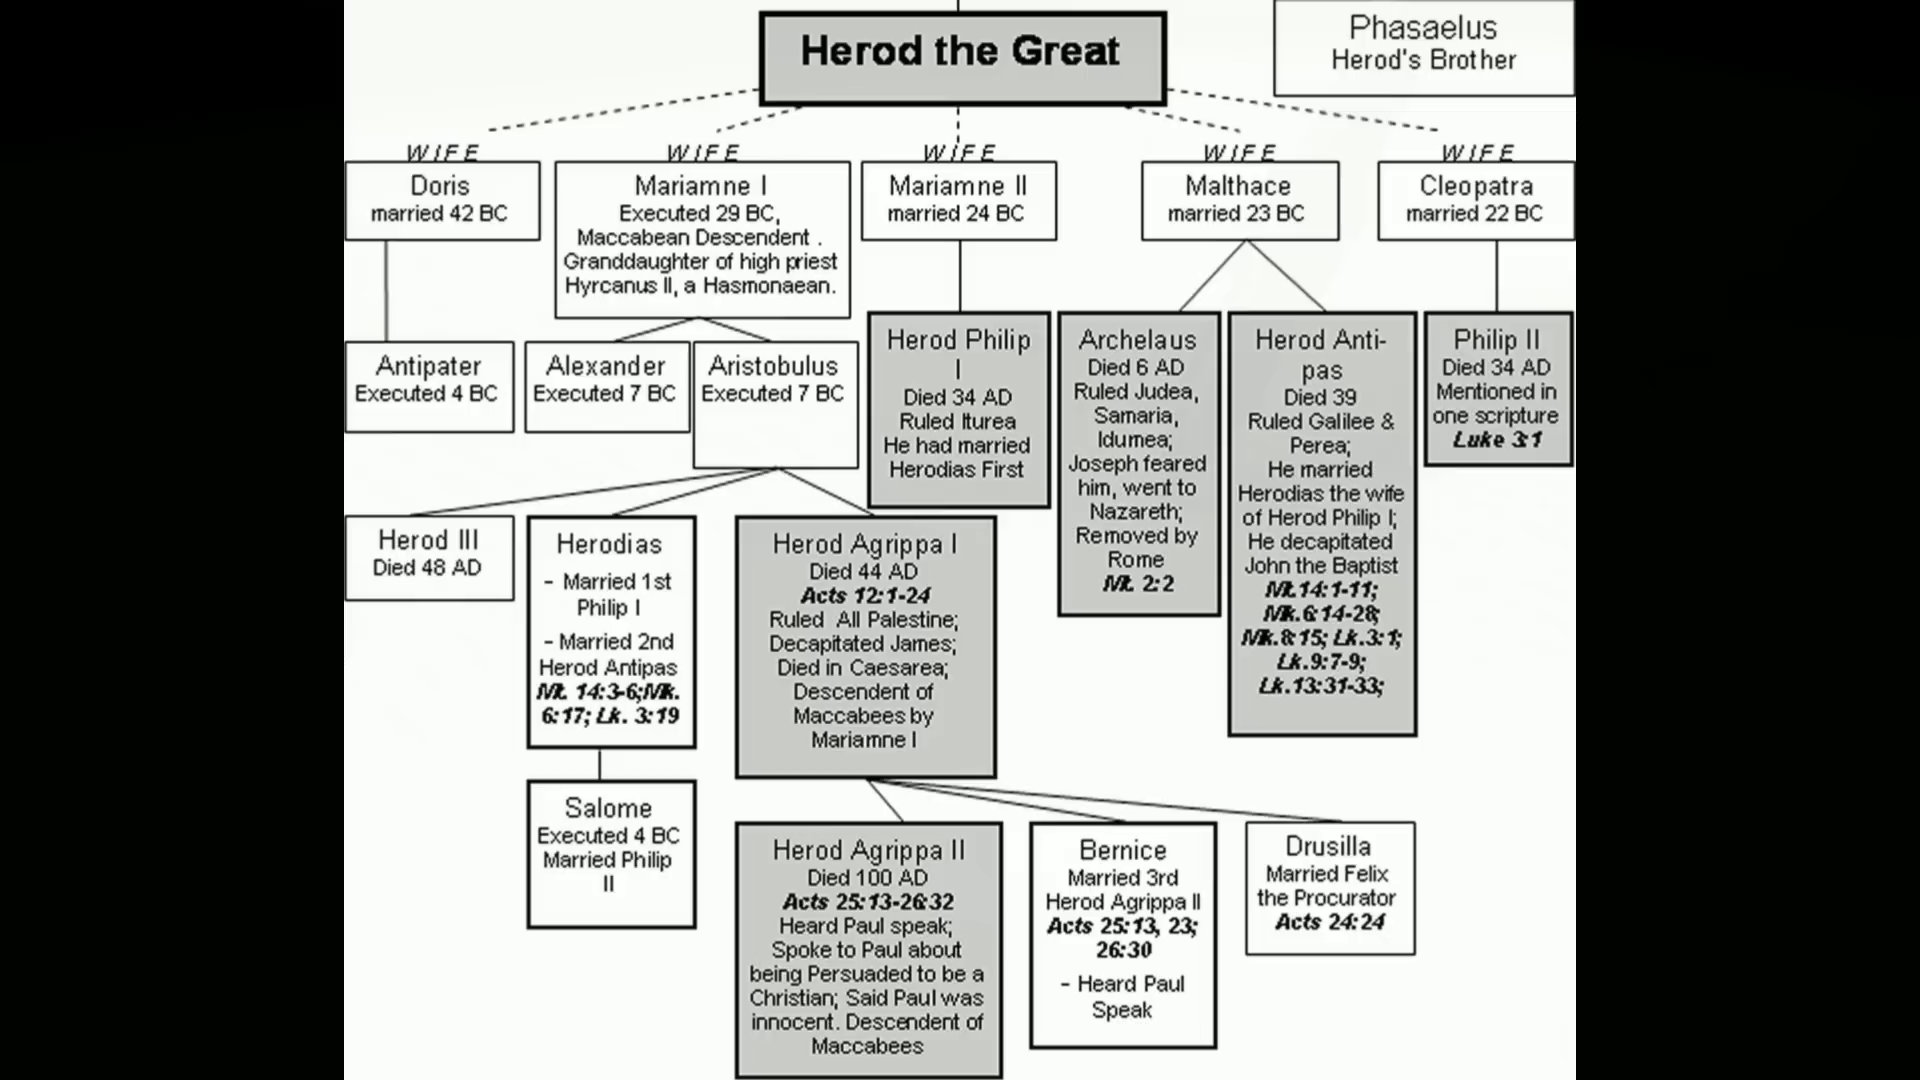 Herod the Great
Phasaelus
Herod's Brother
WIFE
Doris
married 42 BC
WIFE
Mariamne I
Executed 29 BC,
Maccabean Descendent .
Granddaughter of high priest
Hyrcanus II, a Hasmonaean.
WIFE
Mariamne II
married 24 BC
WIFE
Malthace
married 23 BC
WIFE
Cleopatra
married 22 BC
Antipater
Executed 4 BC
Alexander
Executed 7 BC
Aristobulus
Executed 7 BC
Herod Philip
I
Died 34 AD
Ruled Iturea
He had married
Herodias First
Archelaus
Died 6 AD
Ruled Judea,
Samaria,
Idumea;
Joseph feared
him, went to
Nazareth;
Removed by
Rome
Mt. 2:2
Herod Anti-
pas
Died 39
Ruled Galilee &
Perea;
He married
Herodias the wife
of Herod Philip I;
He decapitated
John the Baptist
Mt.14:1-11;
Mk.6:14-28;
Mk.8:15; Lk.3:1;
Lk.9:7-9;
Lk.13:31-33;
Philip II
Died 34 AD
Mentioned in
one scripture
Luke 3:1
Herod III
Died 48 AD
Herodias
- Married 1st
Philip I
- Married 2nd
Herod Antipas
Mt. 14:3-6;Mk.
6:17; Lk. 3:19
Herod Agrippa I
Died 44 AD
Acts 12:1-24
Ruled All Palestine;
Decapitated James;
Died in Caesarea;
Descendent of
Maccabees by
Mariamne I
Salome
Executed 4 BC
Married Philip
II
Herod Agrippa II
Died 100 AD
Acts 25:13-26:32
Heard Paul speak;
Spoke to Paul about
being Persuaded to be a
Christian; Said Paul was
innocent. Descendent of
Maccabees
Bernice
Married 3rd
Herod Agrippa II
Acts 25:13, 23;
26:30
- Heard Paul
Speak
Drusilla
Married Felix
the Procurator
Acts 24:24